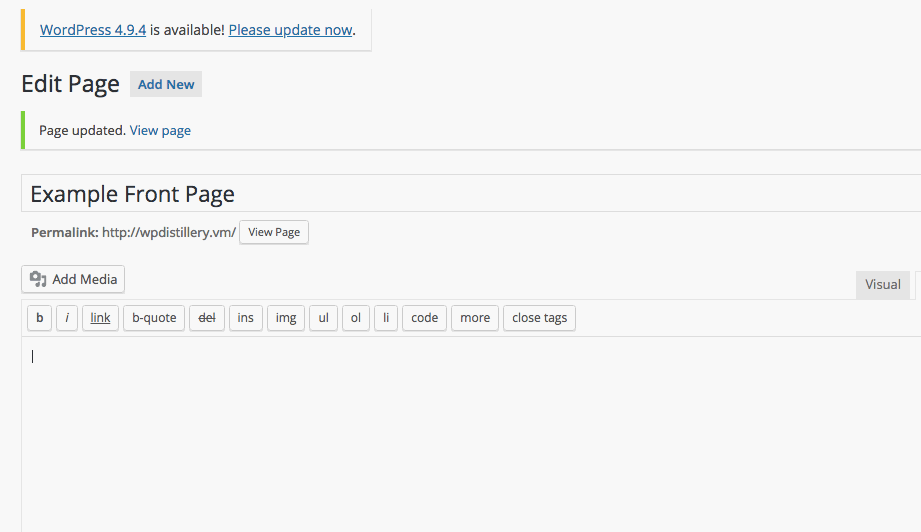 WordPress 4.9.4 is available! Please update now.
Edit Page Add New
Page updated. View page
Example Front Page
Permalink: http://wpdistillery.vm/ View Page
Add Media
Visual
b i link b-quote del ins img ul ol li code more close tags